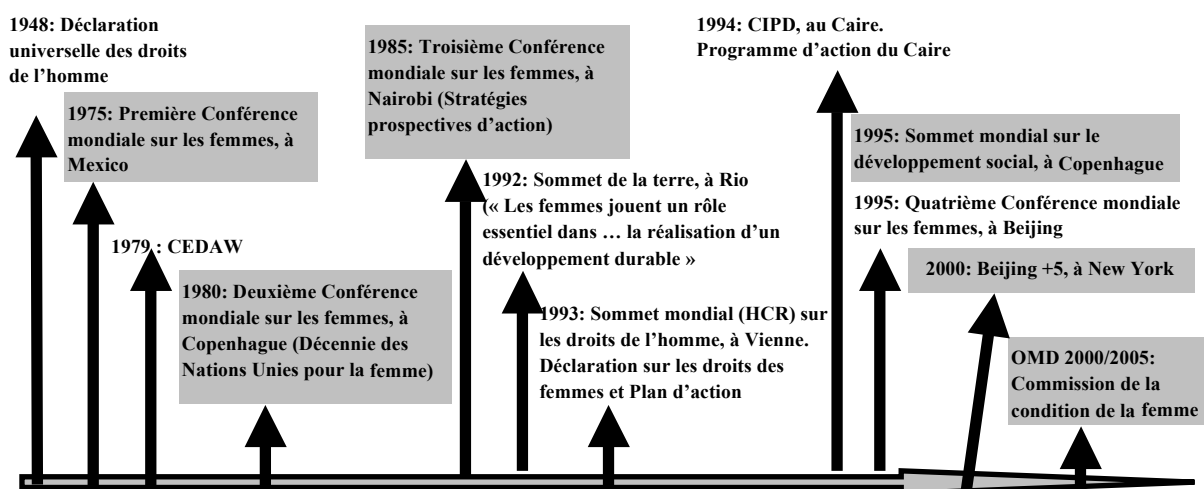 1948: Déclaration
universelle des droits
de l’homme
1975: Première Conférence
mondiale sur les femmes, à
Mexico
1979 : CEDAW
1980: Deuxième Conférence
mondiale sur les femmes, à
Copenhague (Décennie des
Nations Unies pour la femme)
1985: Troisième Conférence
mondiale sur les femmes, à
Nairobi (Stratégies
prospectives d’action)
1992: Sommet de la terre, à Rio
(« Les femmes jouent un rôle
essentiel dans … la réalisation d’un
développement durable »
1993: Sommet mondial (HCR) sur
les droits de l’homme, à Vienne.
Déclaration sur les droits des
femmes et Plan d’action
1994: CIPD, au Caire.
Programme d’action du Caire
1995: Sommet mondial sur le
développement social, à Copenhague
1995: Quatrième Conférence mondiale
sur les femmes, à Beijing
2000: Beijing +5, à New York
OMD 2000/2005:
Commission de la
condition de la femme